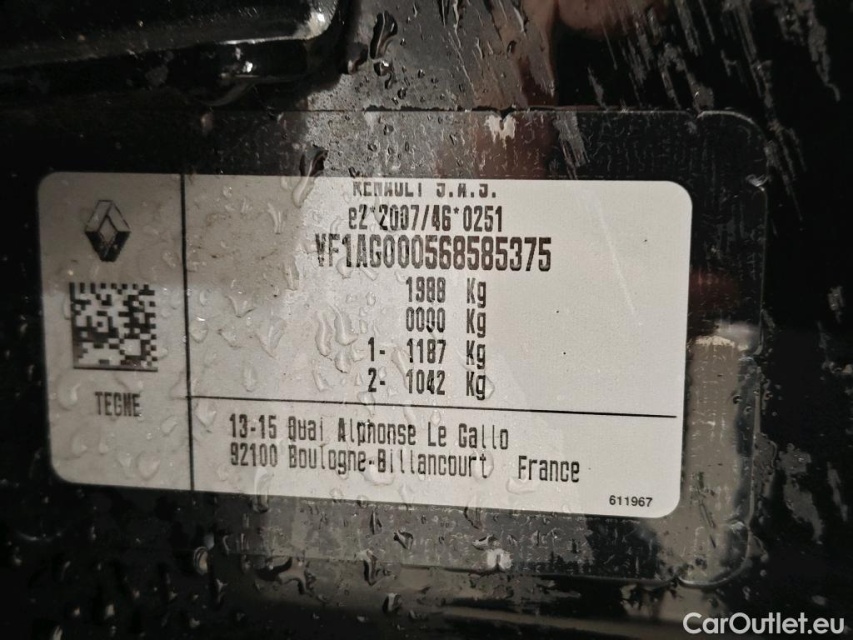 RENAULT S.A.S.
e2*2007/46*0251
VF1AG000568585375
1988 Kg
0000 Kg
1- 1187 Kg
2- 1042 Kg
TEGME
13-15 Quai Alphonse Le Gallo
92100 Boulogne-Billancourt France
611967
CarOutlet.eu